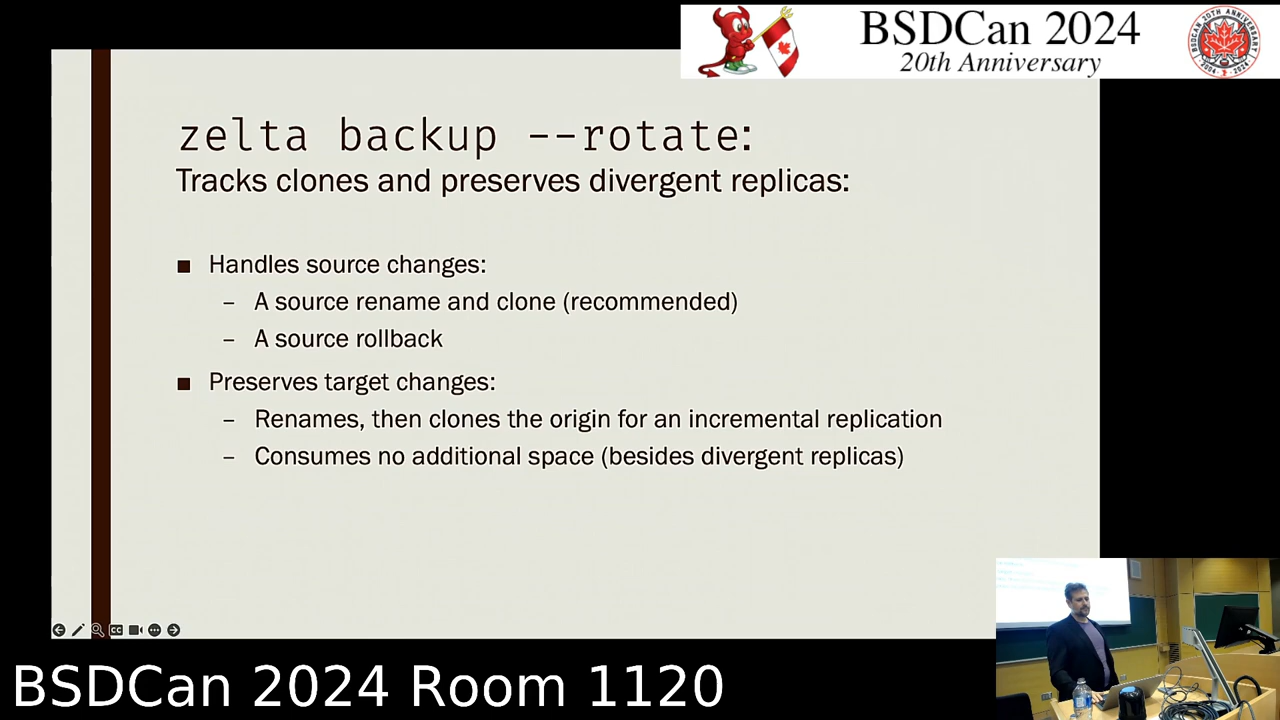 BSDCan 2024
20th Anniversary
zelta backup --rotate:
Tracks clones and preserves divergent replicas:
■ Handles source changes:
– A source rename and clone (recommended)
– A source rollback
■ Preserves target changes:
– Renames, then clones the origin for an incremental replication
– Consumes no additional space (besides divergent replicas)
CC
BSDCan 2024 Room 1120